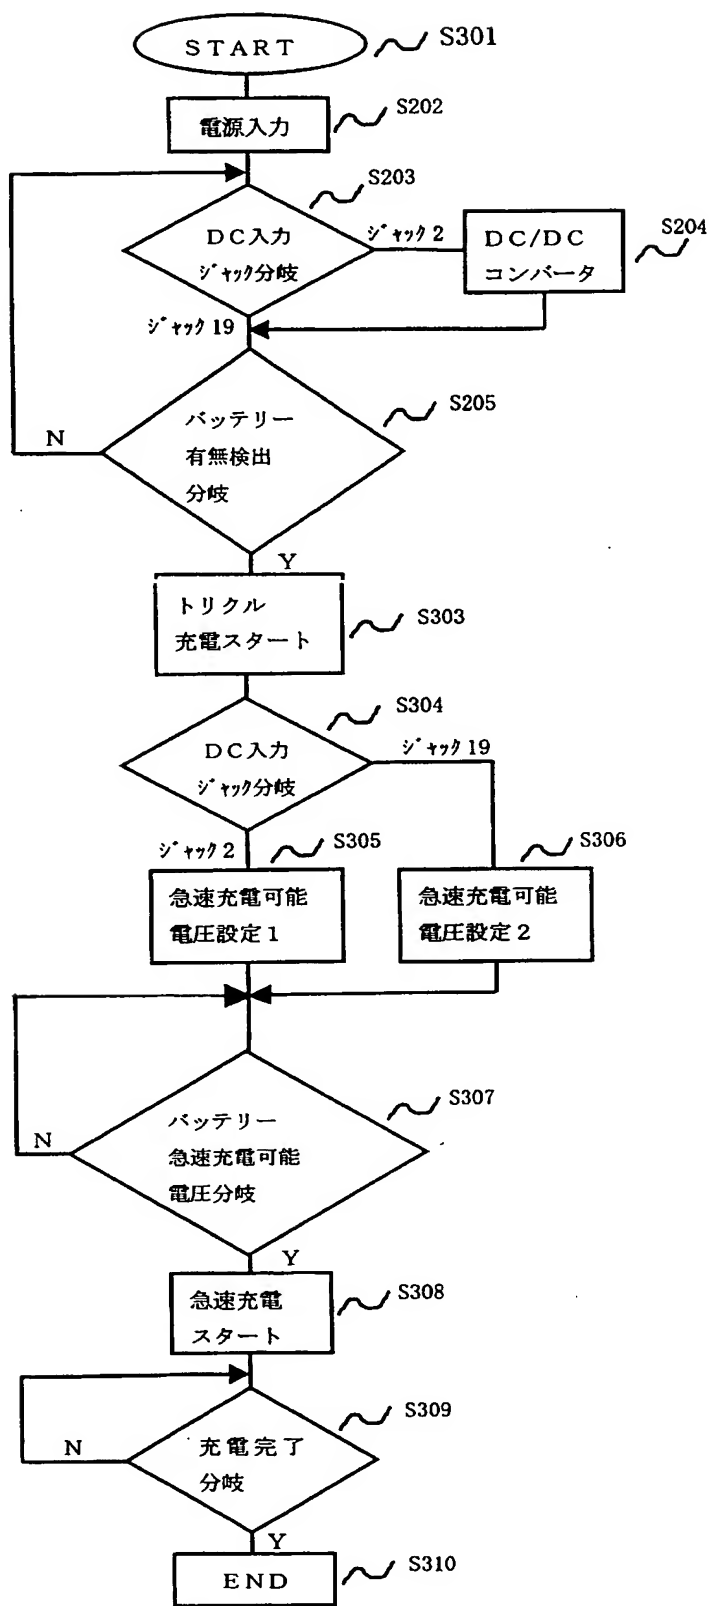 START
S301
電源入力
S202
S203
DC入力
ジャック分岐
ジャック2
DC/DC
コンバータ
S204
ジャック19
S205
バッテリー
有無検出
分岐
N
Y
トリクル
充電スタート
S303
S304
DC入力
ジャック分岐
ジャック19
ジャック2
S305
急速充電可能
電圧設定1
S306
急速充電可能
電圧設定2
S307
バッテリー
急速充電可能
電圧分岐
N
Y
急速充電
スタート
S308
S309
充電完了
分岐
N
Y
END
S310